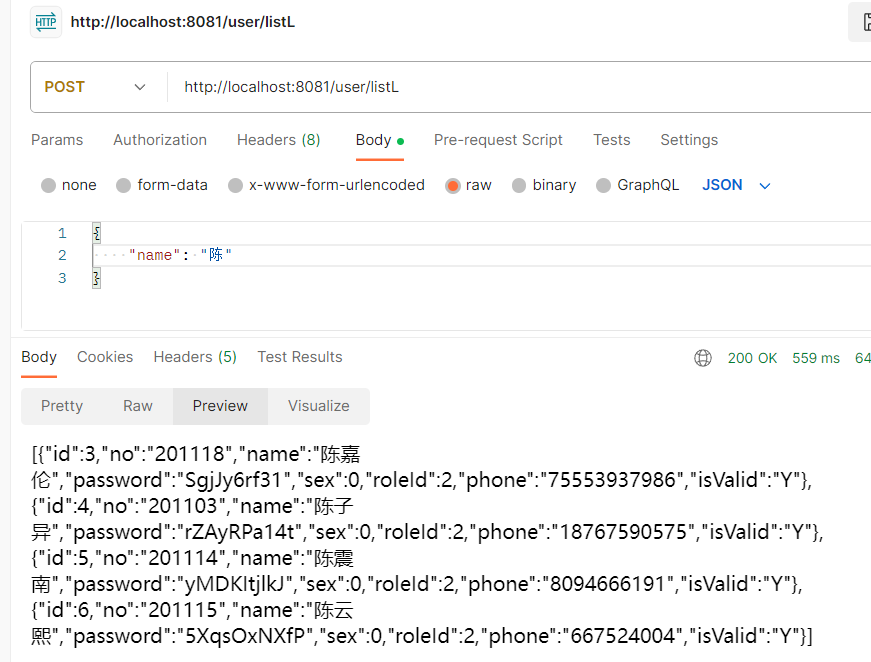 HTTP http://localhost:8081/user/listL
POST http://localhost:8081/user/listL
Params Authorization Headers (8) Body Pre-request Script Tests Settings
none form-data x-www-form-urlencoded raw binary GraphQL JSON
1 {
2 "name": "陈"
3 }
Body Cookies Headers (5) Test Results 200 OK 559 ms 64
Pretty Raw Preview Visualize
[{"id":3,"no":"201118","name":"陈嘉
伦","password":"SgjJy6rf31","sex":0,"roleId":2,"phone":"75553937986","isValid":"Y"},
{"id":4,"no":"201103","name":"陈子
异","password":"rZAyRPa14t","sex":0,"roleId":2,"phone":"18767590575","isValid":"Y"},
{"id":5,"no":"201114","name":"陈震
南","password":"yMDKItjlkJ","sex":0,"roleId":2,"phone":"8094666191","isValid":"Y"},
{"id":6,"no":"201115","name":"陈云
熙","password":"5XqsOxNXfP","sex":0,"roleId":2,"phone":"667524004","isValid":"Y"}]